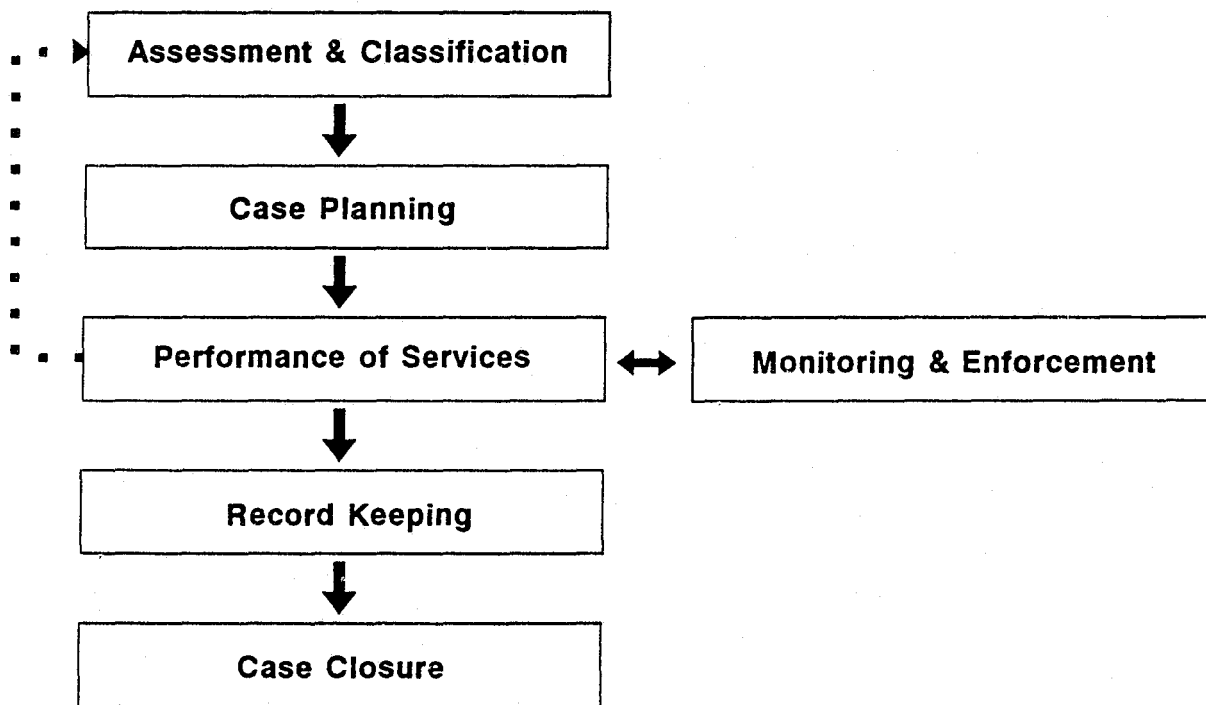 Assessment & Classification
Case Planning
Performance of Services
Monitoring & Enforcement
Record Keeping
Case Closure